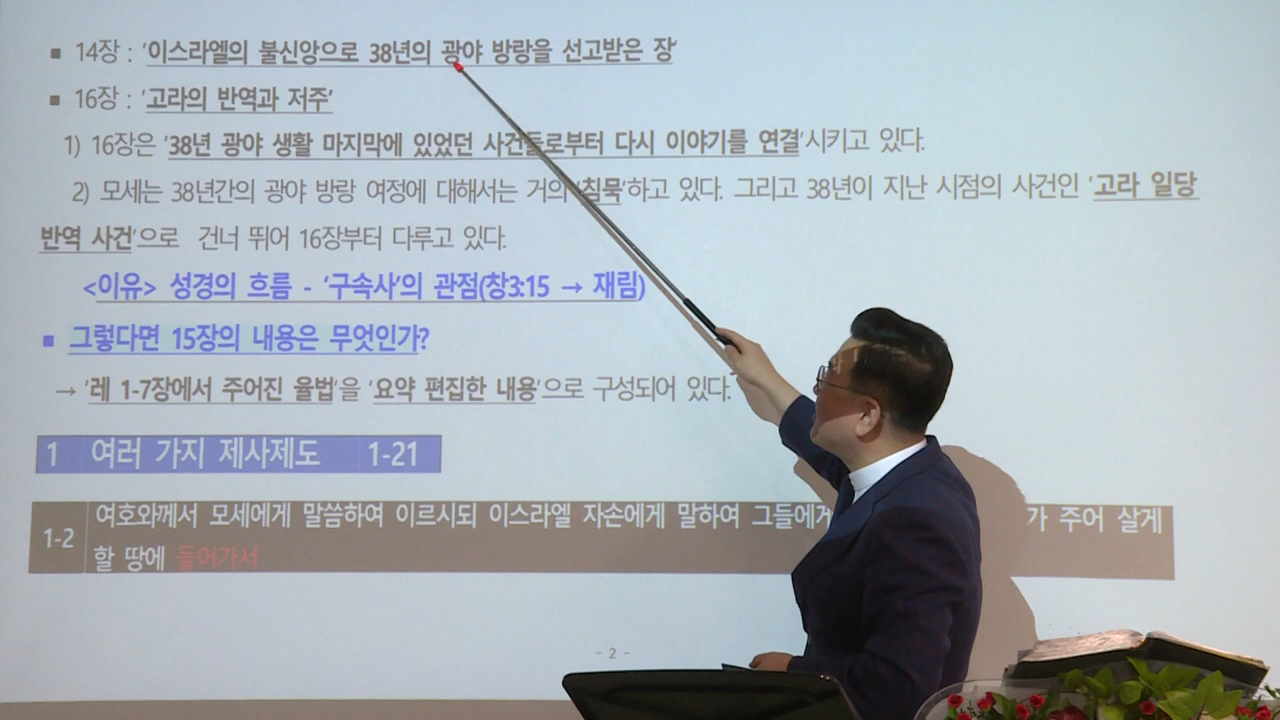 ▪ 14장 : '이스라엘의 불신앙으로 38년의 광야 방랑을 선고받은 장'
▪ 16장 : '고라의 반역과 저주'
1) 16장은 '38년 광야 생활 마지막에 있었던 사건들로부터 다시 이야기를 연결'시키고 있다.
2) 모세는 38년간의 광야 방랑 여정에 대해서는 거의 '침묵'하고 있다. 그리고 38년이 지난 시점의 사건인 '고라 일당
반역 사건'으로 건너 뛰어 16장부터 다루고 있다.
<이유> 성경의 흐름 - '구속사'의 관점(창3:15 → 재림)
▪ 그렇다면 15장의 내용은 무엇인가?
→ '레 1-7장에서 주어진 율법'을 '요약 편집한 내용'으로 구성되어 있다.
1 여러 가지 제사제도 1-21
1-2 여호와께서 모세에게 말씀하여 이르시되 이스라엘 자손에게 말하여 그들에게 가 주어 살게
할 땅에 들어가서
- 2 -